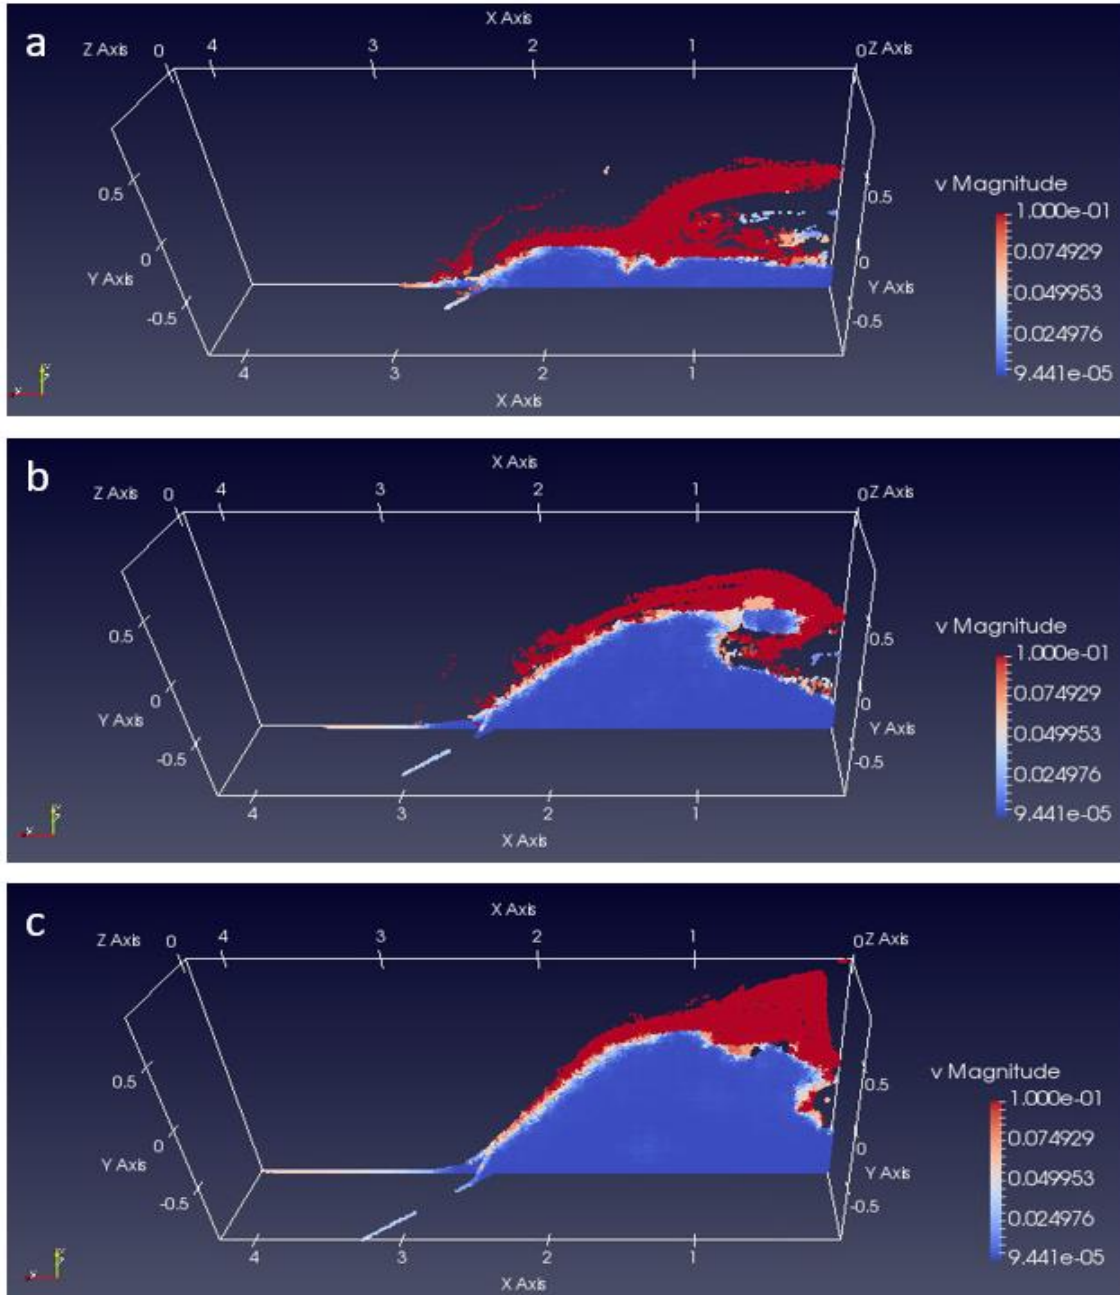 a
X Axis
Z Axis 0 4 3 2 1 0 Z Axis
0.5 0.5
0 0
Y Axis Y Axis
-0.5 -0.5
4 3 2 1
X Axis
v Magnitude
1.000e-01
0.074929
0.049953
0.024976
9.441e-05
b
X Axis
Z Axis 0 4 3 2 1 0 Z Axis
0.5 0.5
0 0
Y Axis Y Axis
-0.5 -0.5
4 3 2 1
X Axis
v Magnitude
1.000e-01
0.074929
0.049953
0.024976
9.441e-05
c
X Axis
Z Axis 0 4 3 2 1 0 Z Axis
0.5 0.5
0 0
Y Axis Y Axis
-0.5 -0.5
4 3 2 1
X Axis
v Magnitude
1.000e-01
0.074929
0.049953
0.024976
9.441e-05